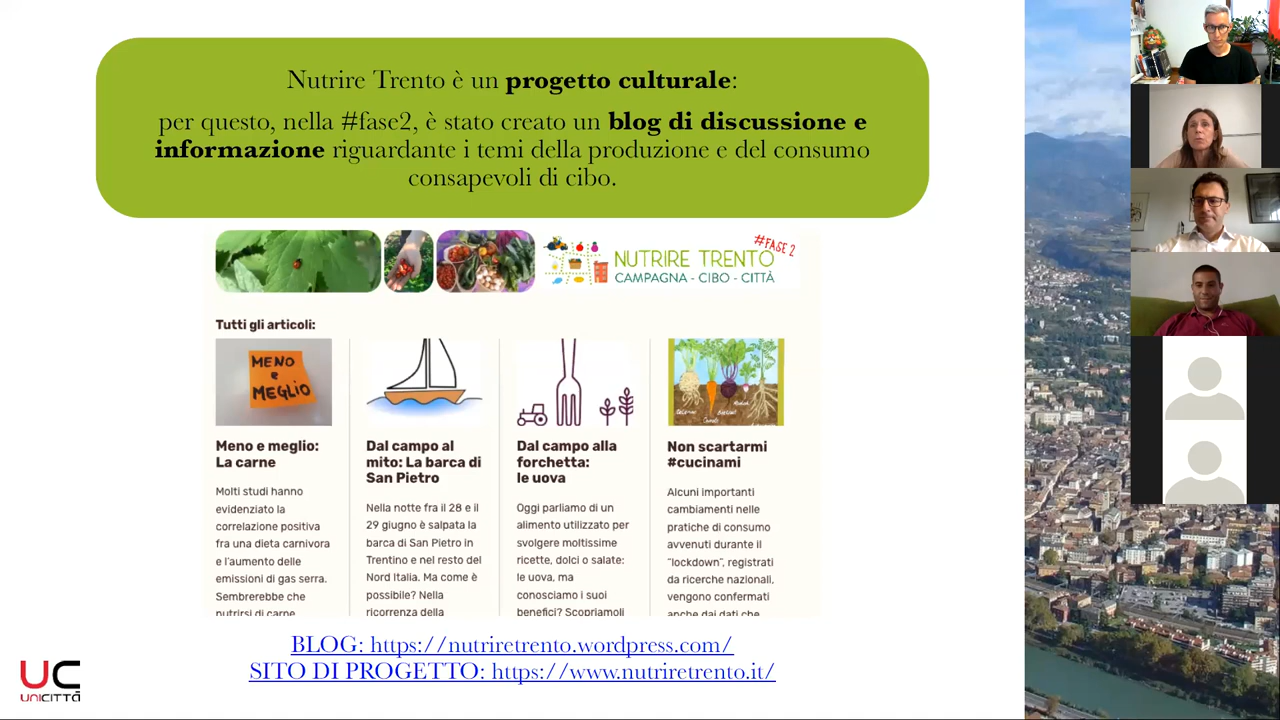 Nutrire Trento è un progetto culturale:
per questo, nella #fase2, è stato creato un blog di discussione e
informazione riguardante i temi della produzione e del consumo
consapevoli di cibo.
#FASE 2
NUTRIRE TRENTO
CAMPAGNA - CIBO - CITTÀ
Tutti gli articoli:
MENO
e
MEGLIO
Meno e meglio:
La carne
Molti studi hanno
evidenziato la
correlazione positiva
fra una dieta carnivora
e l'aumento delle
emissioni di gas serra.
Sembrerebbe che
nutrirsi di carne
Dal campo al
mito: La barca di
San Pietro
Nella notte fra il 28 e il
29 giugno è salpata la
barca di San Pietro in
Trentino e nel resto del
Nord Italia. Ma come è
possibile? Nella
ricorrenza della
Dal campo alla
forchetta:
le uova
Oggi parliamo di un
alimento utilizzato per
svolgere moltissime
ricette, dolci o salate:
le uova, ma
conosciamo i suoi
benefici? Scopriamoli
Non scartarmi
#cucinami
Alcuni importanti
cambiamenti nelle
pratiche di consumo
avvenuti durante il
"lockdown", registrati
da ricerche nazionali,
vengono confermati
anche dai dati che
BLOG: https://nutriretrento.wordpress.com/
SITO DI PROGETTO: https://www.nutriretrento.it/
UC
UNICITTÀ